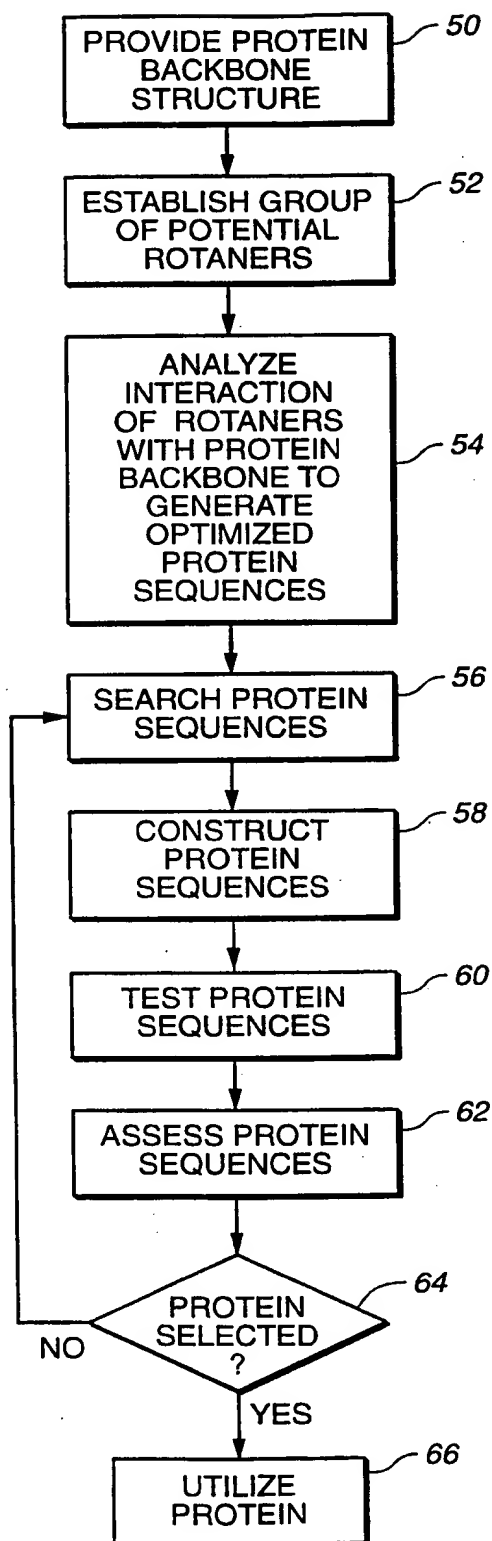 PROVIDE PROTEIN
BACKBONE
STRUCTURE
50
ESTABLISH GROUP
OF POTENTIAL
ROTANERS
52
ANALYZE
INTERACTION
OF ROTANERS
WITH PROTEIN
BACKBONE TO
GENERATE
OPTIMIZED
PROTEIN
SEQUENCES
54
SEARCH PROTEIN
SEQUENCES
56
CONSTRUCT
PROTEIN
SEQUENCES
58
TEST PROTEIN
SEQUENCES
60
ASSESS PROTEIN
SEQUENCES
62
PROTEIN
SELECTED
?
64
NO
YES
UTILIZE
PROTEIN
66